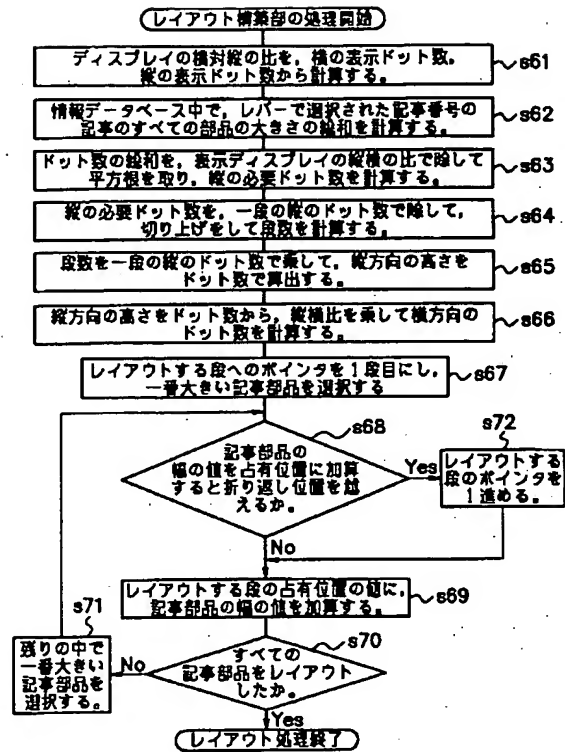 レイアウト構築部の処理開始
ディスプレイの横対縦の比を，横の表示ドット数，
縦の表示ドット数から計算する。
s61
情報データベース中で，レバーで選択された記事番号の
記事のすべての部品の大きさの総和を計算する。
s62
ドット数の総和を，表示ディスプレイの縦横の比で除して
平方根を取り，縦の必要ドット数を計算する。
s63
縦の必要ドット数を，一段の縦のドット数で除して，
切り上げをして段数を計算する。
s64
段数を一段の縦のドット数で乗して，縦方向の高さを
ドット数で算出する。
s65
縦方向の高さをドット数から，縦横比を乗して横方向の
ドット数を計算する。
s66
レイアウトする段へのポインタを１段目にし，
一番大きい記事部品を選択する
s67
s68
記事部品の
幅の値を占有位置に加算
すると折り返し位置を越
えるか。
Yes
s72
レイアウトする
段のポインタを
１進める。
No
レイアウトする段の占有位置の値に，
記事部品の幅の値を加算する。
s69
s71
残りの中で
一番大きい
記事部品を
選択する。
No
s70
すべての
記事部品をレイアウト
したか。
Yes
レイアウト処理終了